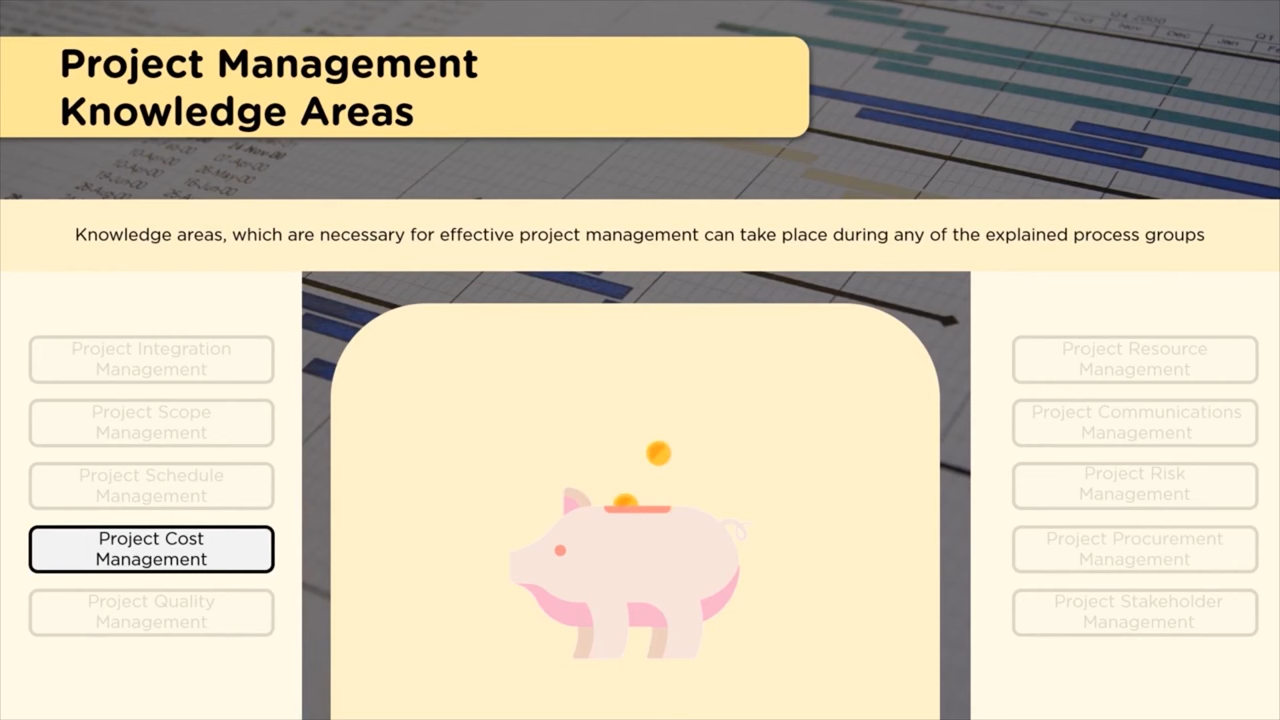 Project Management
Knowledge Areas
Knowledge areas, which are necessary for effective project management can take place during any of the explained process groups
Project Integration
Management
Project Scope
Management
Project Schedule
Management
Project Cost
Management
Project Quality
Management
Project Resource
Management
Project Communications
Management
Project Risk
Management
Project Procurement
Management
Project Stakeholder
Management